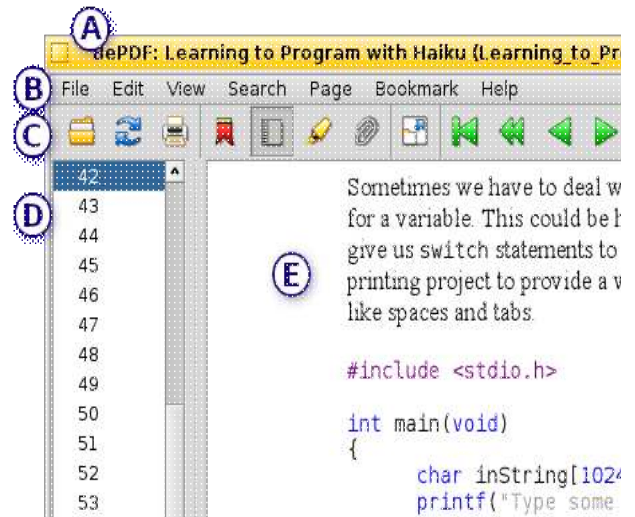 A
dePDF: Learning to Program with Haiku (Learning_to_Pr
B File Edit View Search Page Bookmark Help
C
42
D 43
44
45
46
47
48
49
50
51
52
53
Sometimes we have to deal w
for a variable. This could be h
E give us switch statements to
printing project to provide a v
like spaces and tabs.
#include <stdio.h>
int main(void)
{
char inString[1024
printf("Type some